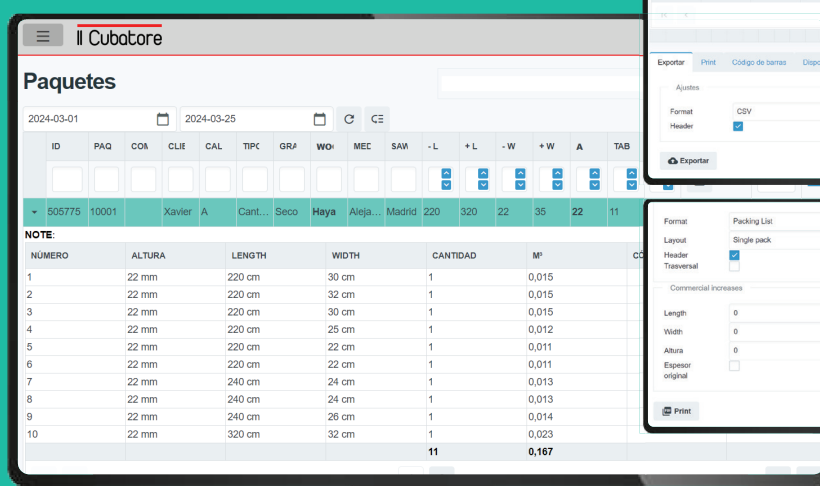 Il Cubatore
Paquetes
2024-03-01 2024-03-25
ID PAQ COM CLIE CAL TIPC GRA WO MED SAW - L + L - W + W A TAB
505775 10001 Xavier A Cant... Seco Haya Aleja... Madrid 220 320 22 35 22 11
NOTE:
NÚMERO ALTURA LENGTH WIDTH CANTIDAD M³ CÓ
1 22 mm 220 cm 30 cm 1 0,015
2 22 mm 220 cm 32 cm 1 0,015
3 22 mm 220 cm 30 cm 1 0,015
4 22 mm 220 cm 25 cm 1 0,012
5 22 mm 220 cm 22 cm 1 0,011
6 22 mm 220 cm 22 cm 1 0,011
7 22 mm 240 cm 24 cm 1 0,013
8 22 mm 240 cm 24 cm 1 0,013
9 22 mm 240 cm 26 cm 1 0,014
10 22 mm 320 cm 32 cm 1 0,023
11 0,167
Exportar Print Código de barras Dispo
Ajustes
Format CSV
Header
Exportar
Format Packing List
Layout Single pack
Header
Trasversal
Commercial increases
Length 0
Width 0
Altura 0
Espesor
original
Print